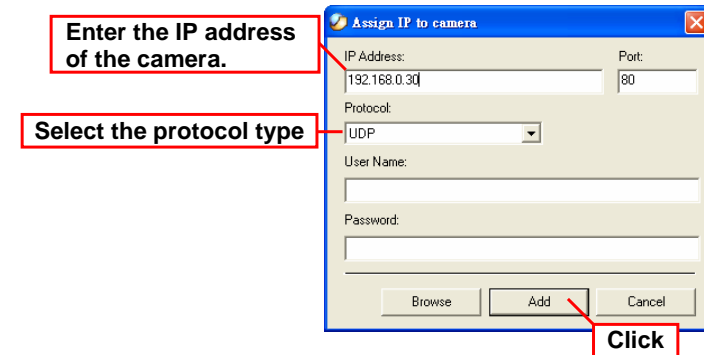 Assign IP to camera
Enter the IP address
of the camera.
IP Address:
Port:
192.168.0.30
80
Protocol:
Select the protocol type
UDP
User Name:
Password:
Browse
Add
Cancel
Click